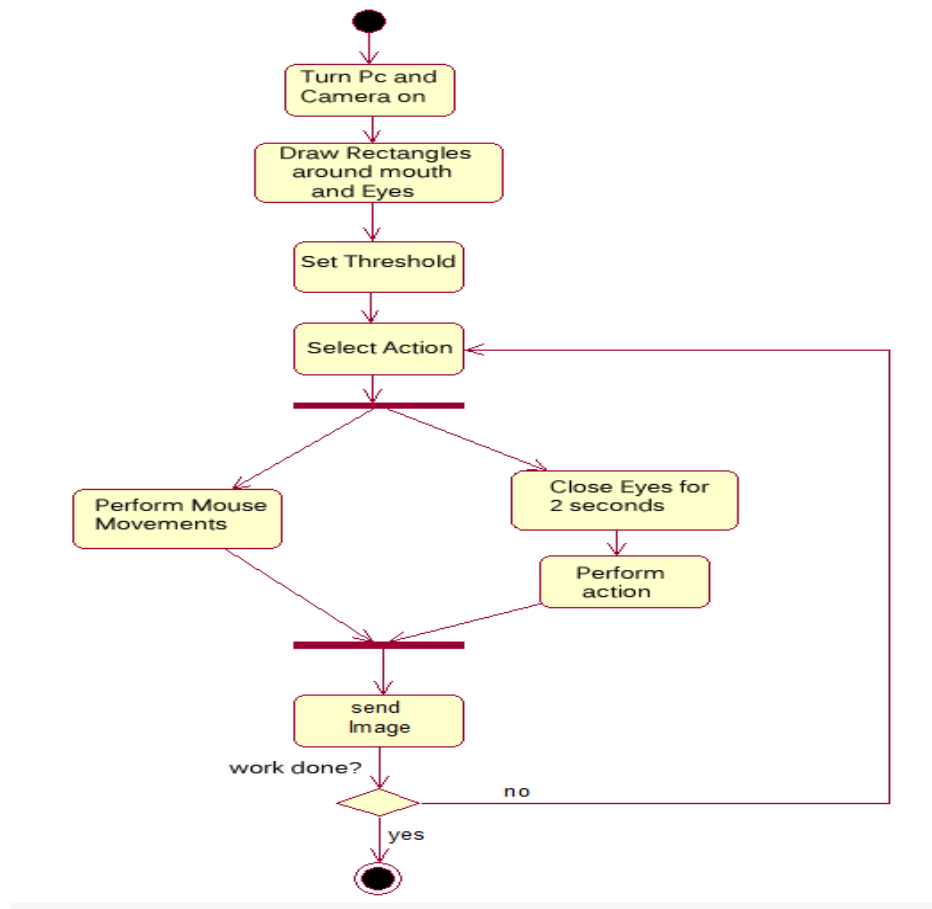 Turn Pc and
Camera on
Draw Rectangles
around mouth
and Eyes
Set Threshold
Select Action
Perform Mouse
Movements
Close Eyes for
2 seconds
Perform
action
send
Image
work done?
no
yes